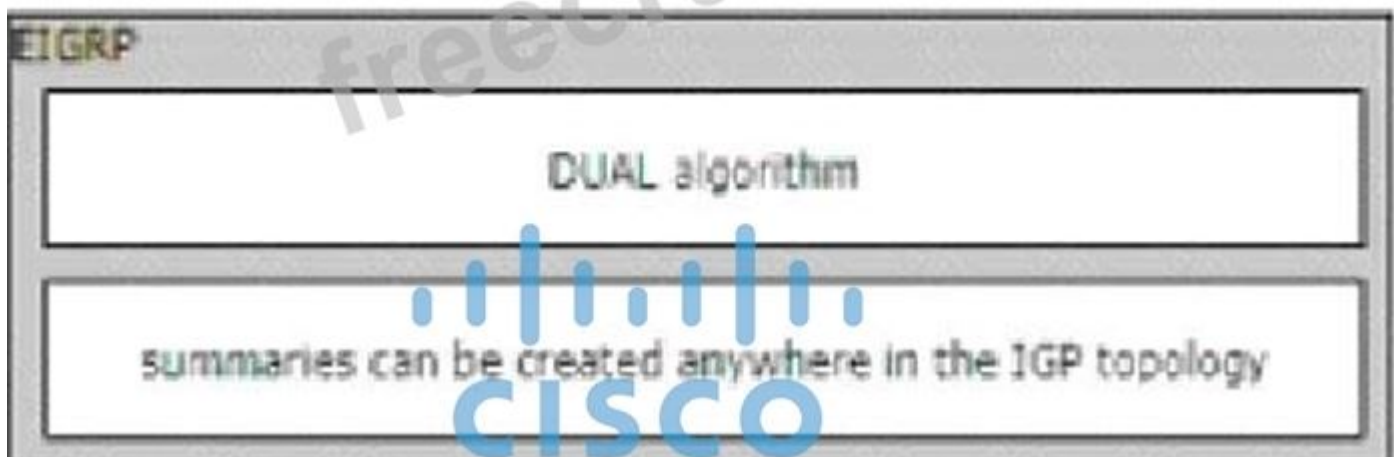 EIGRP
DUAL algorithm
summaries can be created anywhere in the IGP topology
CISCO